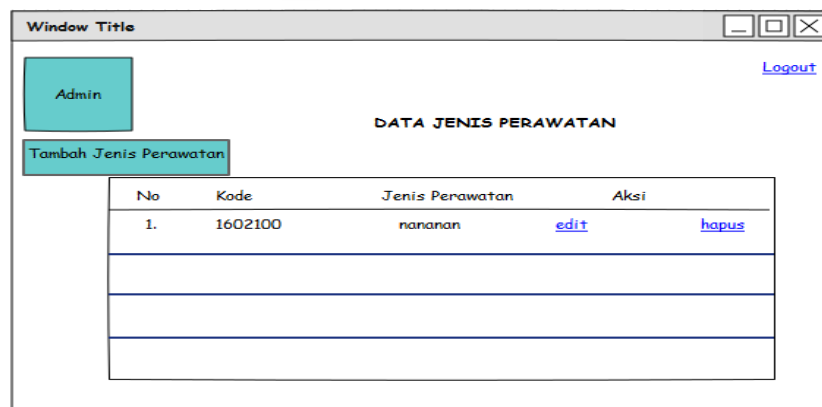 Window Title
Logout
Admin
DATA JENIS PERAWATAN
Tambah Jenis Perawatan
No Kode Jenis Perawatan Aksi
1. 1602100 nananan edit hapus